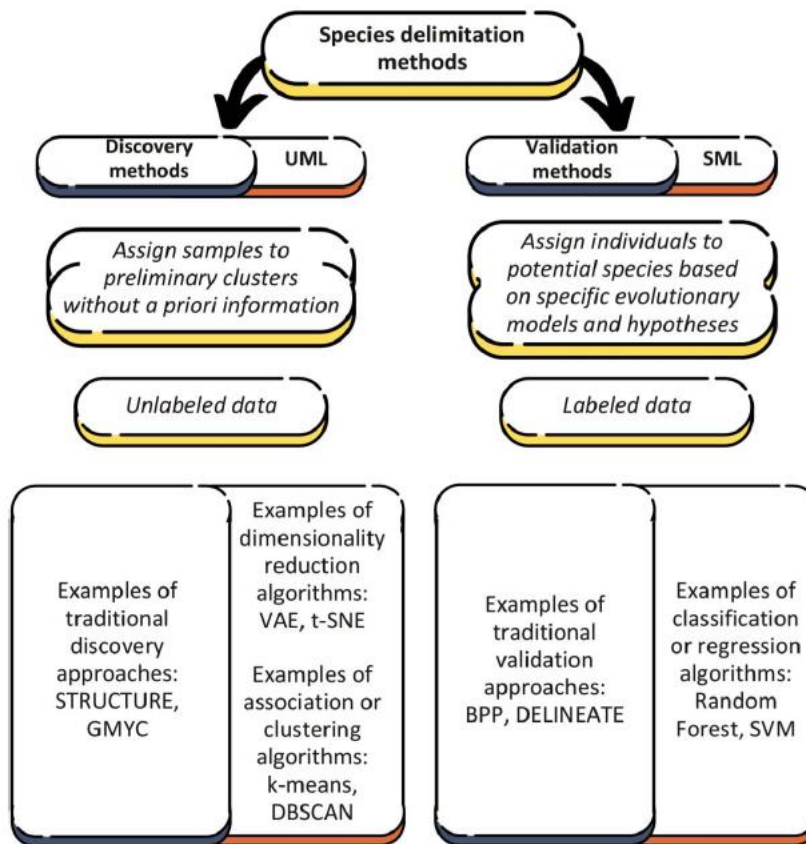 Species delimitation
methods
Discovery
methods
UML
Validation
methods
SML
Assign samples to
preliminary clusters
without a priori information
Assign individuals to
potential species based
on specific evolutionary
models and hypotheses
Unlabeled data
Labeled data
Examples of
traditional
discovery
approaches:
STRUCTURE,
GMYC
Examples of
dimensionality
reduction
algorithms:
VAE, t-SNE
Examples of
association or
clustering
algorithms:
k-means,
DBSCAN
Examples of
traditional
validation
approaches:
BPP, DELINEATE
Examples of
classification
or regression
algorithms:
Random
Forest, SVM